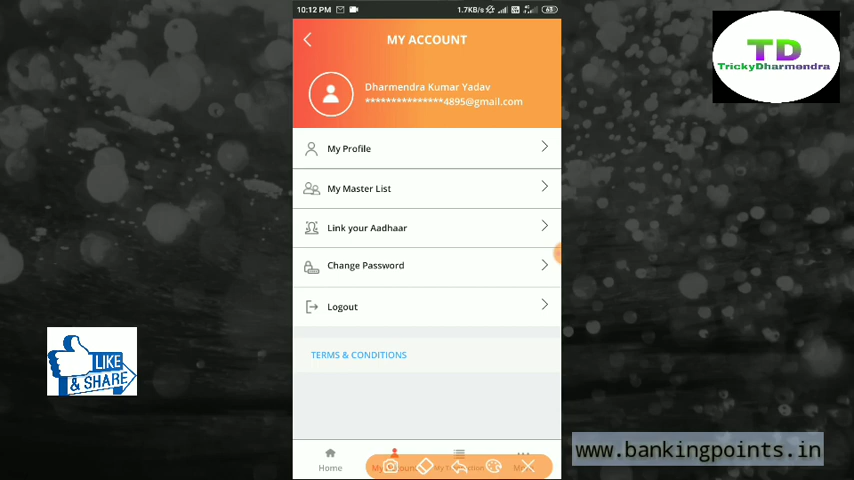 10:12 PM
1.7KB/s
65
MY ACCOUNT
TD
TrickyDharmendra
Dharmendra Kumar Yadav
***************4895@gmail.com
My Profile
My Master List
Link your Aadhaar
Change Password
Logout
LIKE
& SHARE
TERMS & CONDITIONS
www.bankingpoints.in
Home